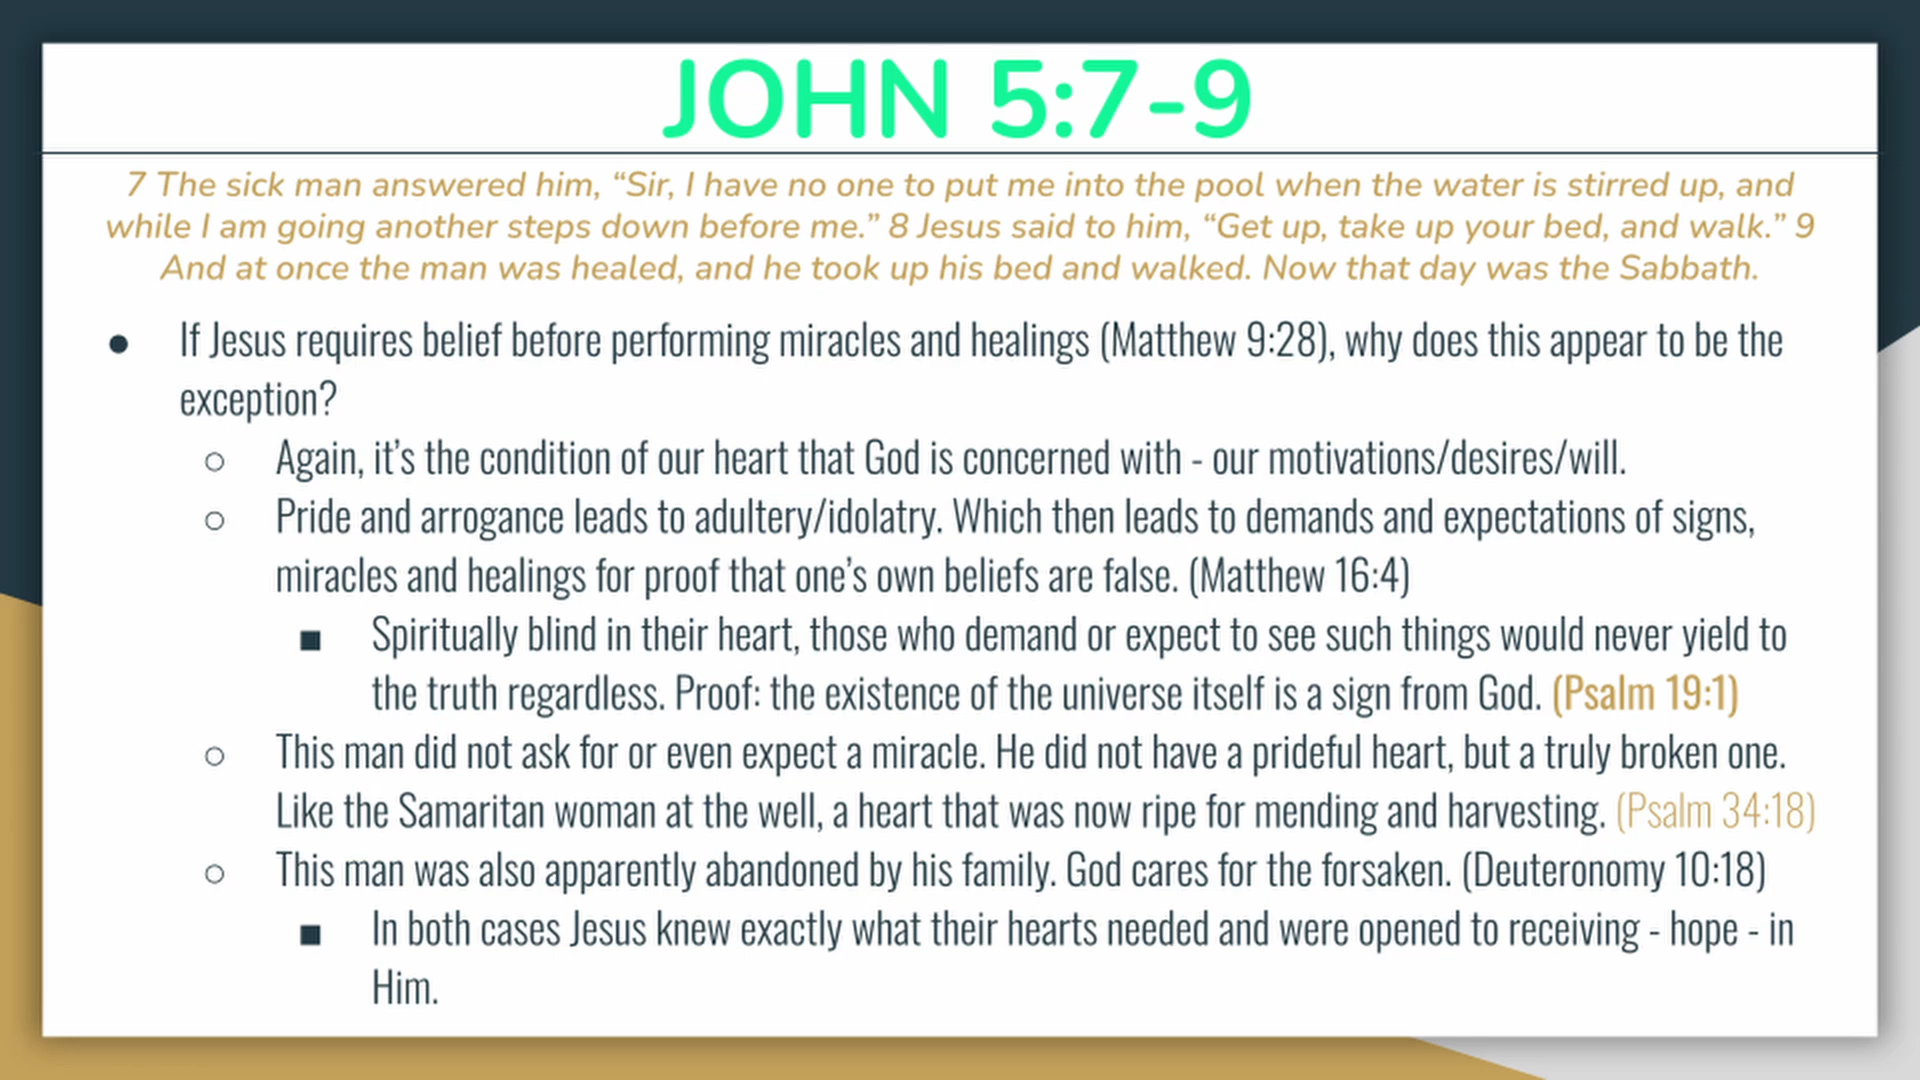 JOHN 5:7-9
7 The sick man answered him, “Sir, I have no one to put me into the pool when the water is stirred up, and
while I am going another steps down before me.” 8 Jesus said to him, “Get up, take up your bed, and walk.” 9
And at once the man was healed, and he took up his bed and walked. Now that day was the Sabbath.
● If Jesus requires belief before performing miracles and healings (Matthew 9:28), why does this appear to be the
exception?
○ Again, it’s the condition of our heart that God is concerned with - our motivations/desires/will.
○ Pride and arrogance leads to adultery/idolatry. Which then leads to demands and expectations of signs,
miracles and healings for proof that one’s own beliefs are false. (Matthew 16:4)
■ Spiritually blind in their heart, those who demand or expect to see such things would never yield to
the truth regardless. Proof: the existence of the universe itself is a sign from God. (Psalm 19:1)
○ This man did not ask for or even expect a miracle. He did not have a prideful heart, but a truly broken one.
Like the Samaritan woman at the well, a heart that was now ripe for mending and harvesting. (Psalm 34:18)
○ This man was also apparently abandoned by his family. God cares for the forsaken. (Deuteronomy 10:18)
■ In both cases Jesus knew exactly what their hearts needed and were opened to receiving - hope - in
Him.